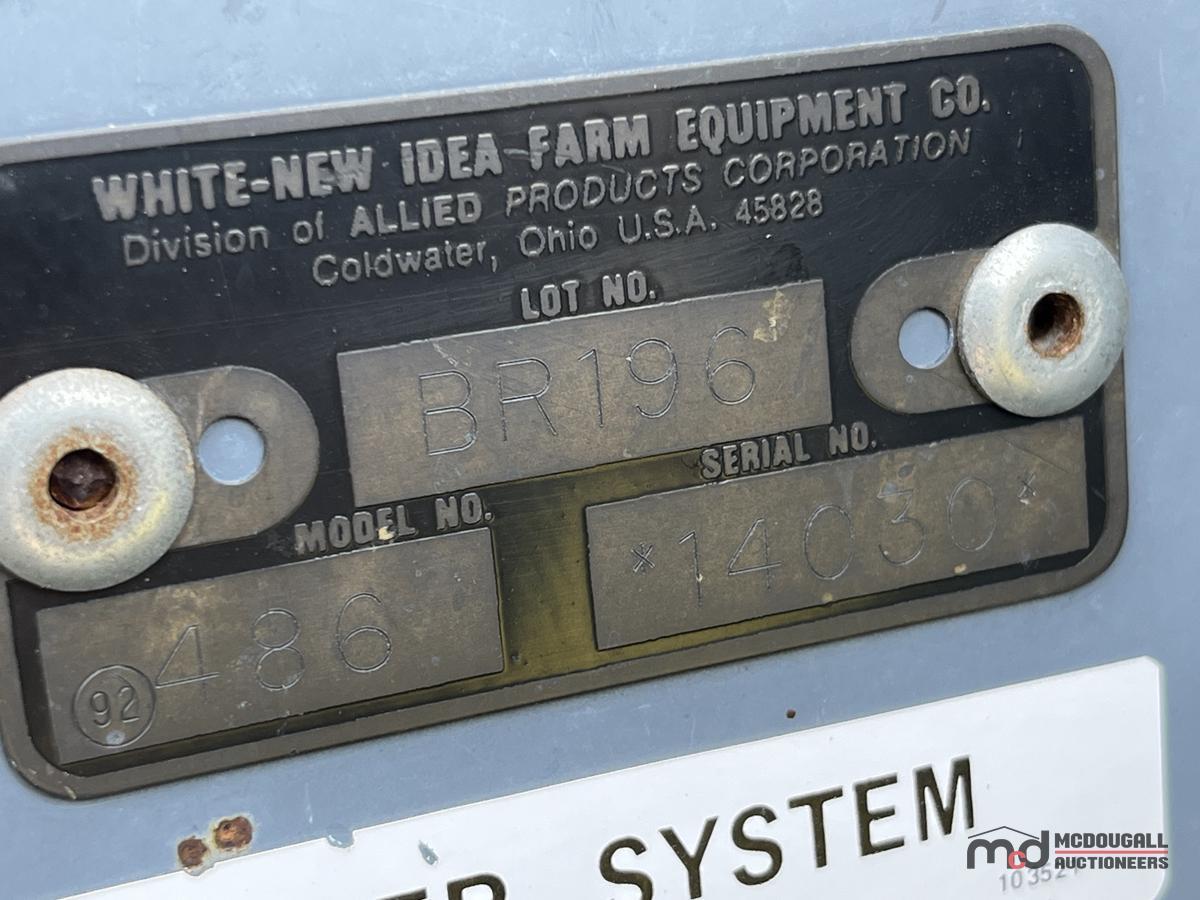 WHITE-NEW IDEA FARM EQUIPMENT CO.
Division of ALLIED PRODUCTS CORPORATION
Coldwater, Ohio U.S.A. 45828
LOT NO.
BR196
MODEL NO.
SERIAL NO.
92 486
*14030*
SYSTEM
mcd MCDOUGALL
AUCTIONEERS